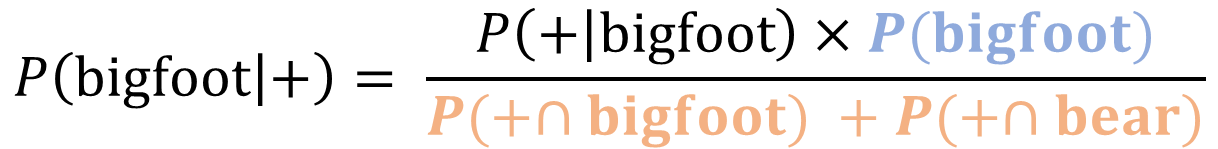 P(bigfoot|+) = P(+|bigfoot) × P(bigfoot)
P(+∩ bigfoot) + P(+∩ bear)